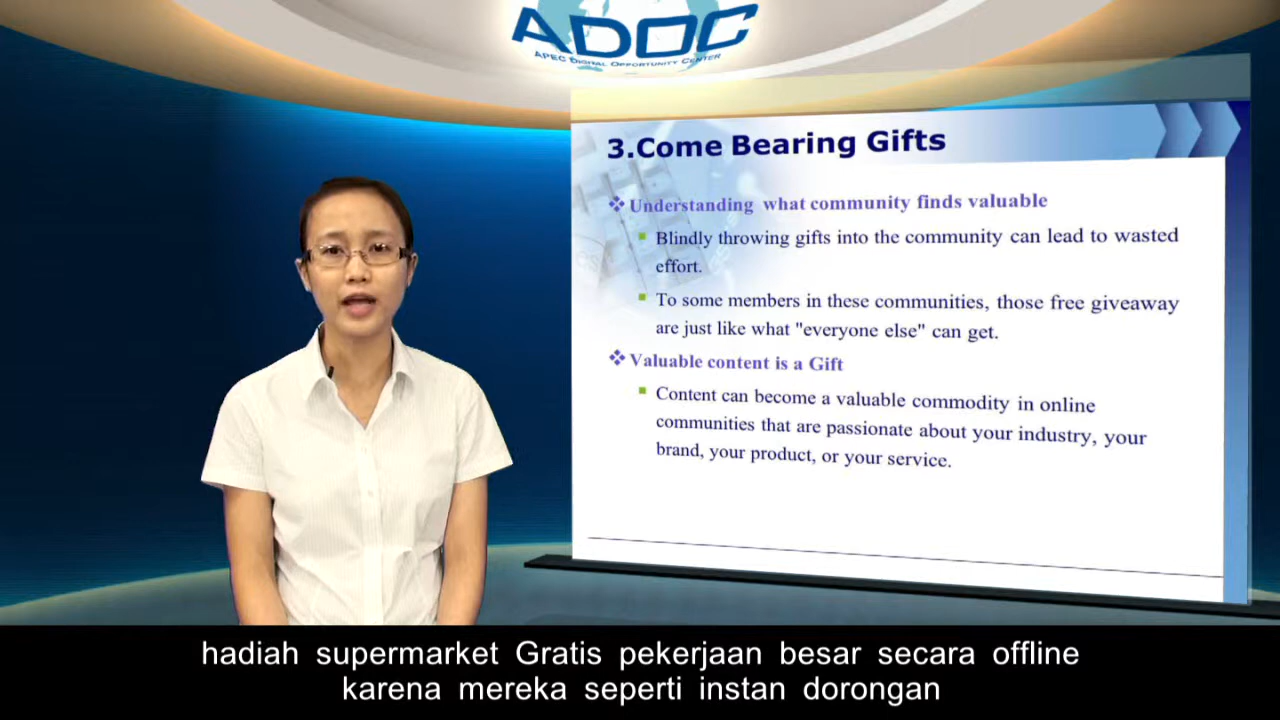 ADOC
APEC DIGITAL OPPORTUNITY CENTER
3.Come Bearing Gifts
Understanding what community finds valuable
Blindly throwing gifts into the community can lead to wasted
effort.
To some members in these communities, those free giveaway
are just like what "everyone else" can get.
Valuable content is a Gift
Content can become a valuable commodity in online
communities that are passionate about your industry, your
brand, your product, or your service.
hadiah supermarket Gratis pekerjaan besar secara offline
karena mereka seperti instan dorongan